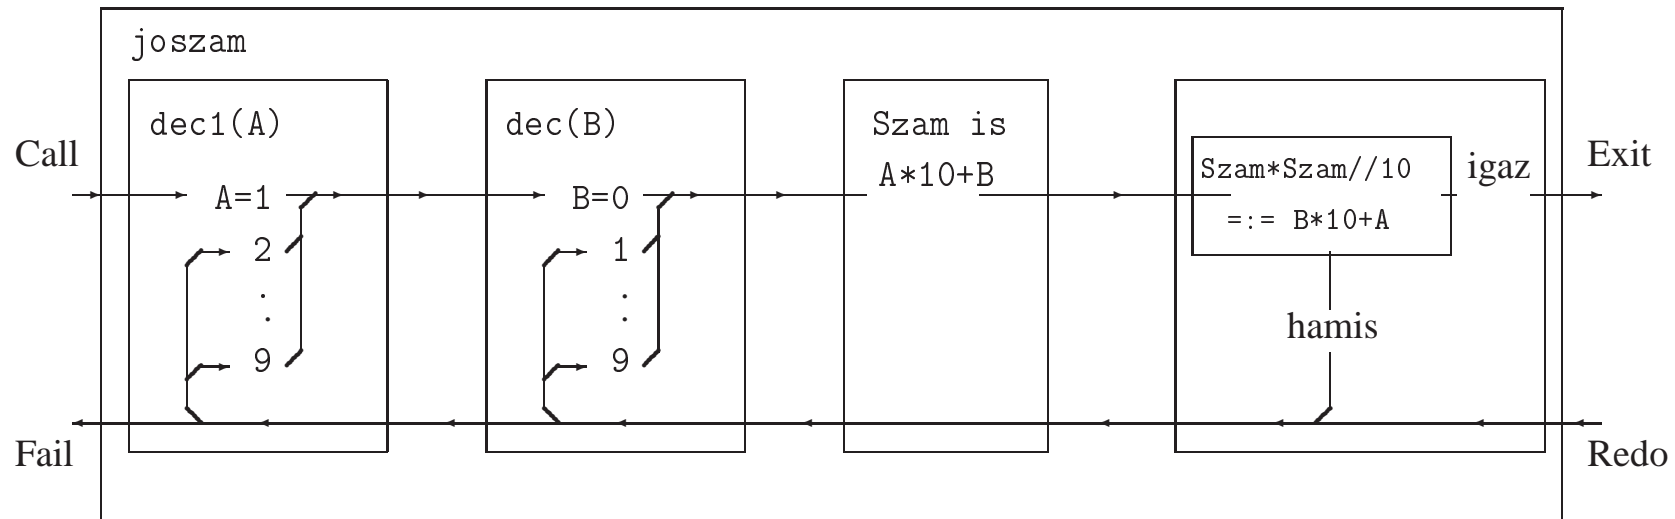 joszam
dec1(A)
dec(B)
Szam is
A*10+B
Call
Exit
Szam*Szam//10
=:= B*10+A
igaz
A=1
2
.
.
9
B=0
1
.
.
9
hamis
Fail
Redo